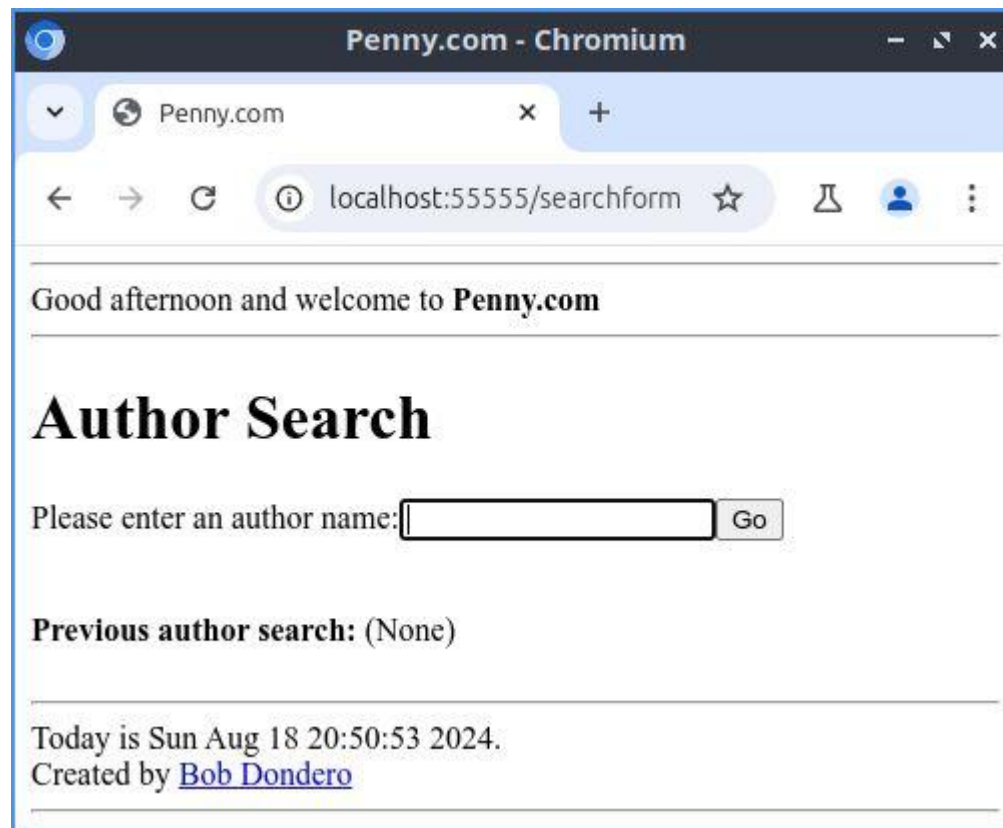 Penny.com - Chromium
Penny.com
localhost:55555/searchform
Good afternoon and welcome to Penny.com
Author Search
Please enter an author name: Go
Previous author search: (None)
Today is Sun Aug 18 20:50:53 2024.
Created by Bob Dondero